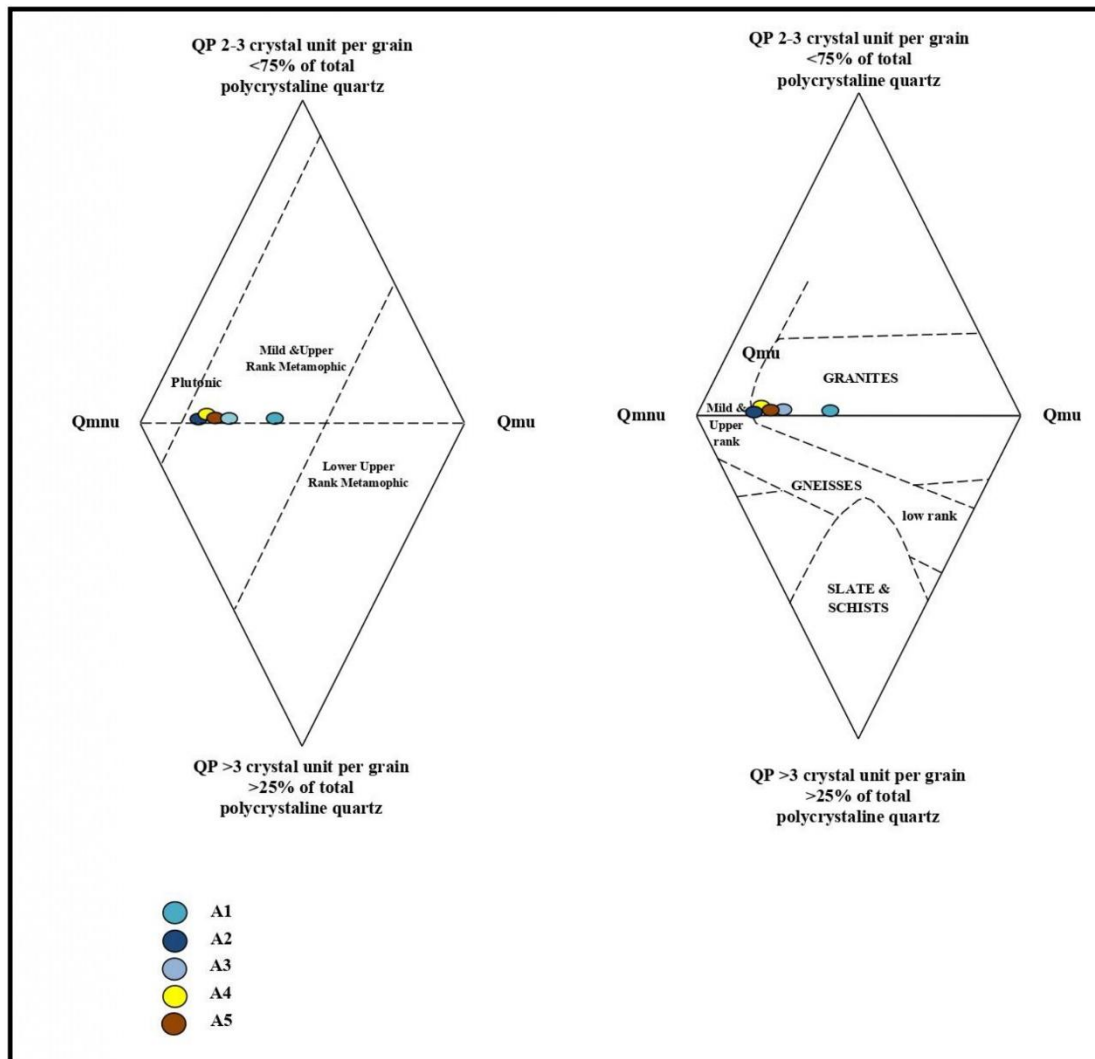 QP 2-3 crystal unit per grain
<75% of total
polycrystaline quartz
Plutonic
Mild &Upper
Rank Metamophic
Qmnu
Qmu
Lower Upper
Rank Metamophic
QP >3 crystal unit per grain
>25% of total
polycrystaline quartz
QP 2-3 crystal unit per grain
<75% of total
polycrystaline quartz
Qmu
GRANITES
Qmnu
Mild &
Upper
rank
Qmu
GNEISSES
low rank
SLATE &
SCHISTS
QP >3 crystal unit per grain
>25% of total
polycrystaline quartz
A1
A2
A3
A4
A5